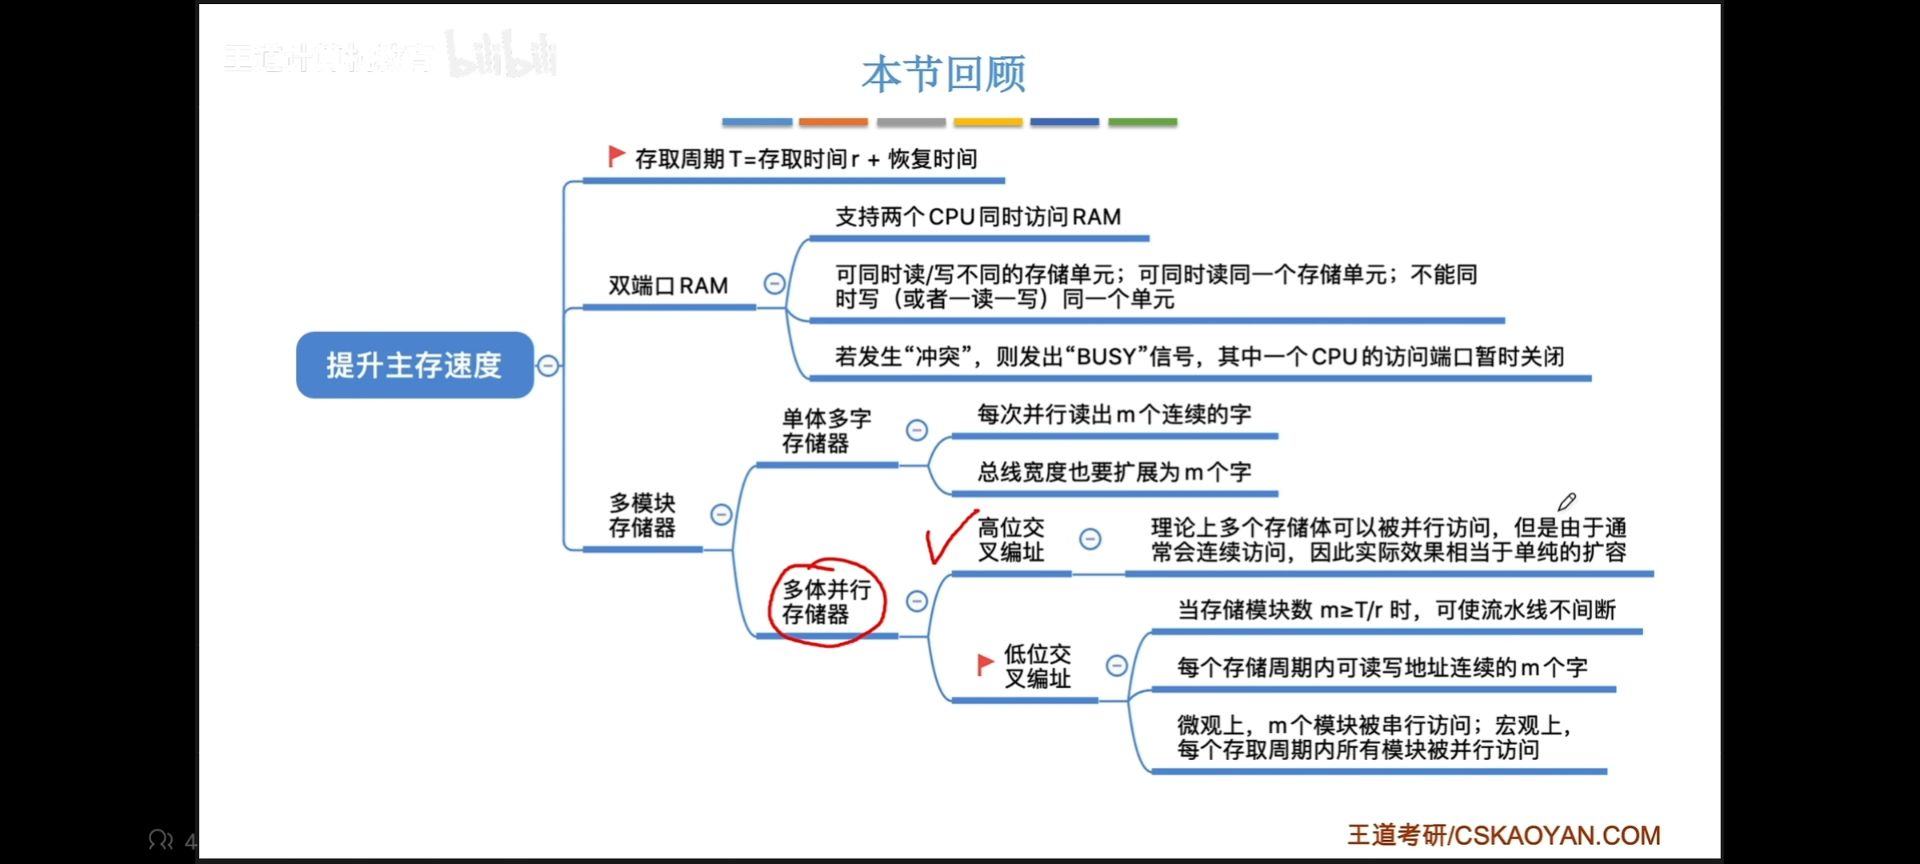 王道计算机教育 bilibili
本节回顾
存取周期T=存取时间r + 恢复时间
支持两个CPU同时访问RAM
双端口RAM
可同时读/写不同的存储单元；可同时读同一个存储单元；不能同
时写（或者一读一写）同一个单元
若发生“冲突”，则发出“BUSY”信号，其中一个CPU的访问端口暂时关闭
提升主存速度
单体多字
存储器
每次并行读出m个连续的字
总线宽度也要扩展为m个字
多模块
存储器
高位交
叉编址
理论上多个存储体可以被并行访问，但是由于通
常会连续访问，因此实际效果相当于单纯的扩容
多体并行
存储器
当存储模块数 m≥T/r 时，可使流水线不间断
低位交
叉编址
每个存储周期内可读写地址连续的m个字
微观上，m个模块被串行访问；宏观上，
每个存取周期内所有模块被并行访问
王道考研/CSKAOYAN.COM
4